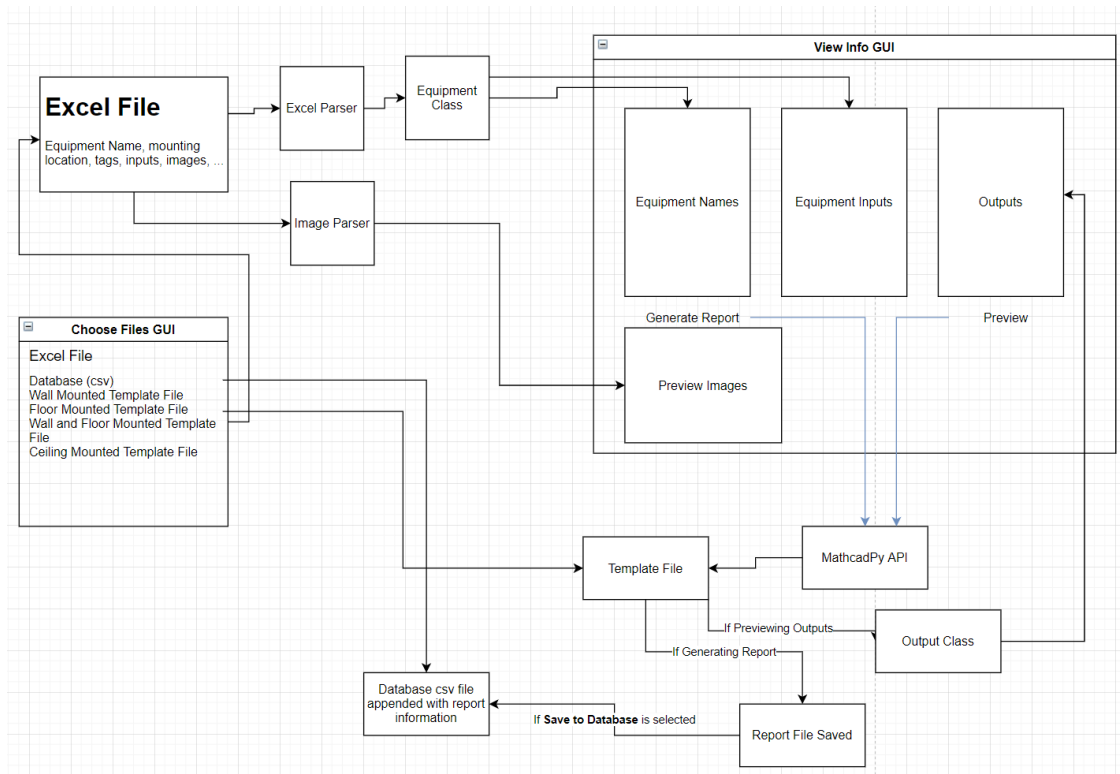 View Info GUI
Excel File
Equipment Name, mounting
location, tags, inputs, images, ...
Excel Parser
Equipment
Class
Image Parser
Equipment Names
Equipment Inputs
Outputs
Generate Report
Preview
Preview Images
Choose Files GUI
Excel File
Database (csv)
Wall Mounted Template File
Floor Mounted Template File
Wall and Floor Mounted Template
File
Ceiling Mounted Template File
Template File
MathcadPy API
If Previewing Outputs
If Generating Report
Output Class
Database csv file
appended with report
information
If Save to Database is selected
Report File Saved